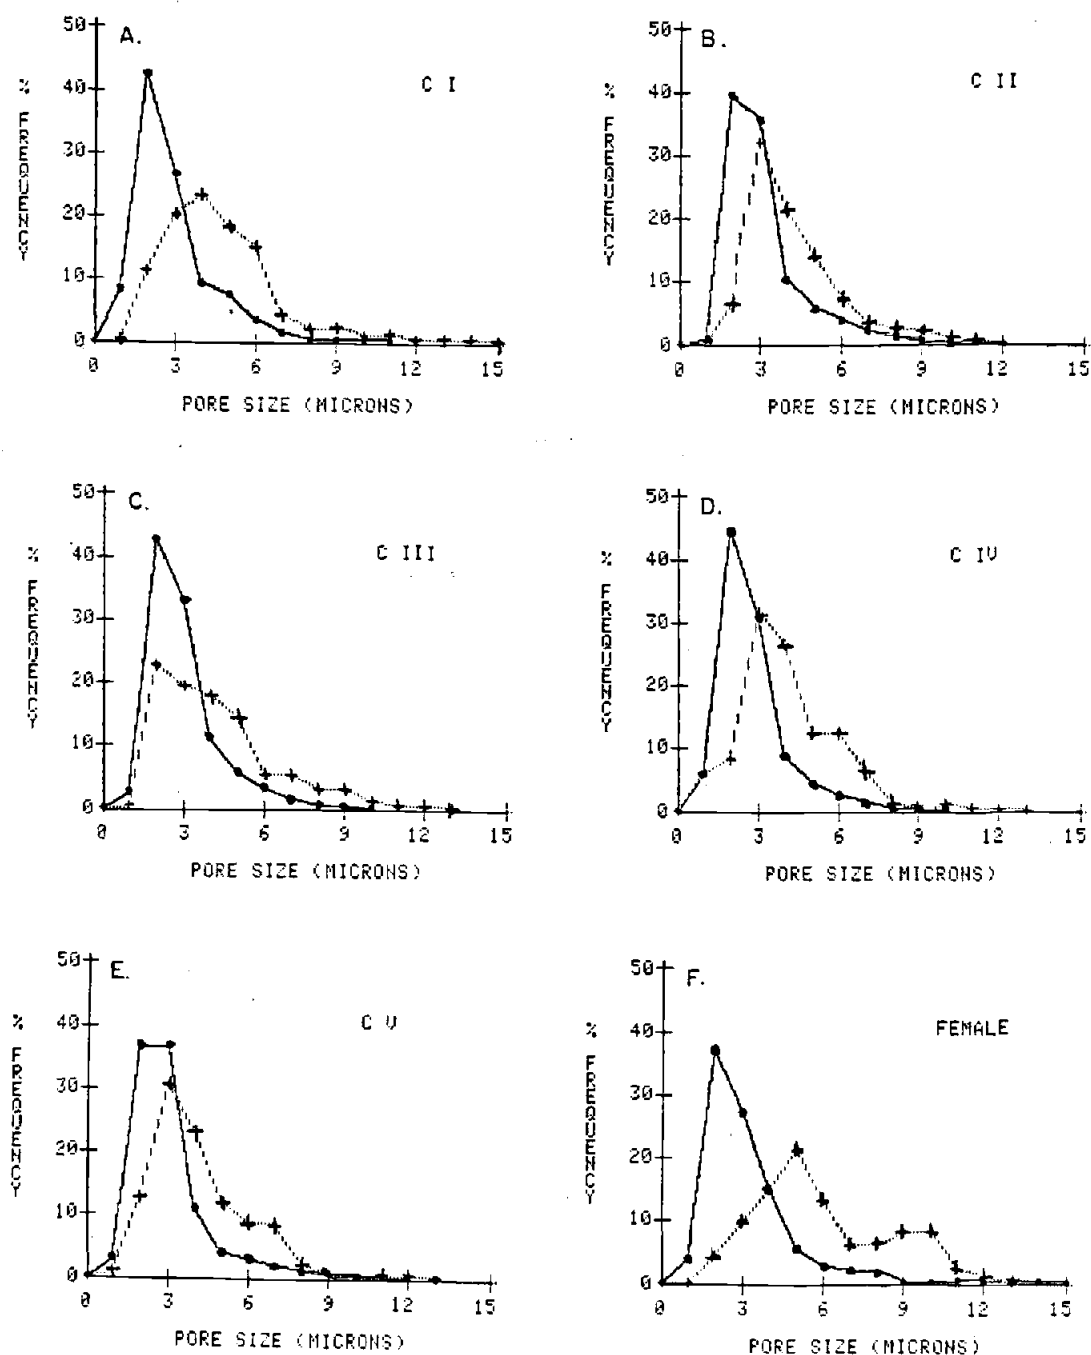 A.
C I
% FREQUENCY
50
40
30
20
10
0
0 3 6 9 12 15
PORE SIZE (MICRONS)
B.
C II
% FREQUENCY
50
40
30
20
10
0
0 3 6 9 12 15
PORE SIZE (MICRONS)
C.
C III
% FREQUENCY
50
40
30
20
10
0
0 3 6 9 12 15
PORE SIZE (MICRONS)
D.
C IV
% FREQUENCY
50
40
30
20
10
0
0 3 6 9 12 15
PORE SIZE (MICRONS)
E.
C V
% FREQUENCY
50
40
30
20
10
0
0 3 6 9 12 15
PORE SIZE (MICRONS)
F.
FEMALE
% FREQUENCY
50
40
30
20
10
0
0 3 6 9 12 15
PORE SIZE (MICRONS)